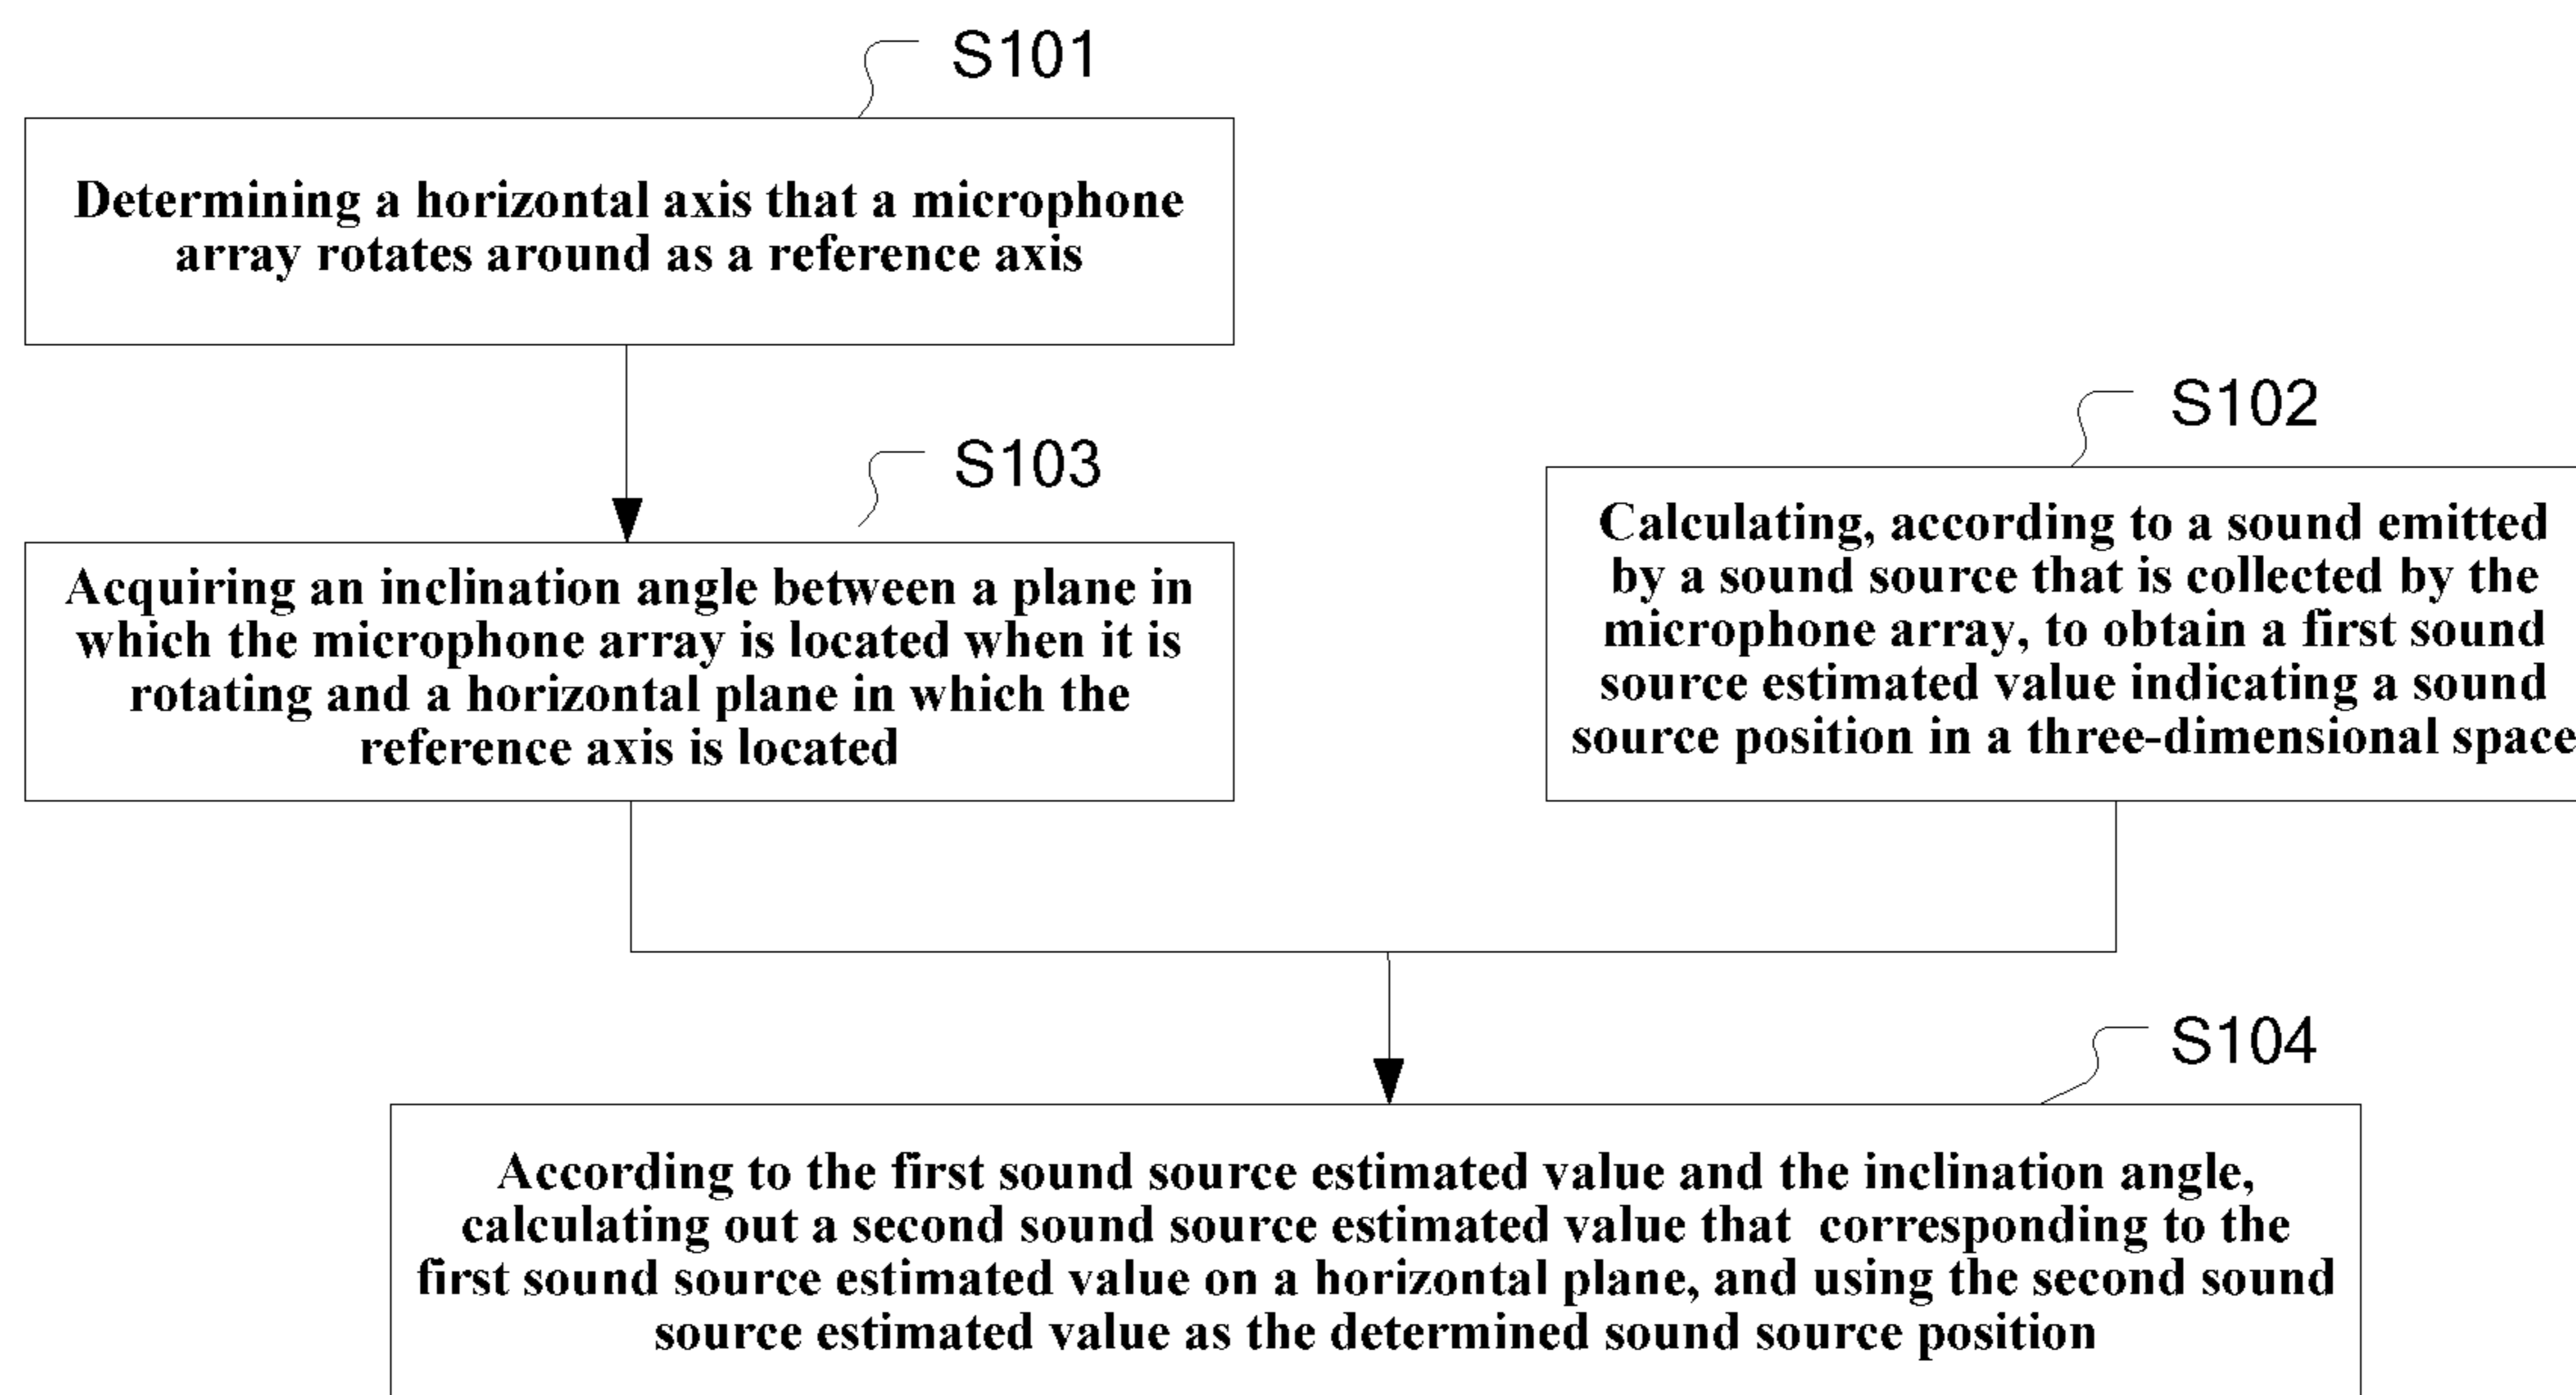 S101
Determining a horizontal axis that a microphone
array rotates around as a reference axis
S103
Acquiring an inclination angle between a plane in
which the microphone array is located when it is
rotating and a horizontal plane in which the
reference axis is located
S102
Calculating, according to a sound emitted
by a sound source that is collected by the
microphone array, to obtain a first sound
source estimated value indicating a sound
source position in a three-dimensional space
S104
According to the first sound source estimated value and the inclination angle,
calculating out a second sound source estimated value that corresponding to the
first sound source estimated value on a horizontal plane, and using the second sound
source estimated value as the determined sound source position